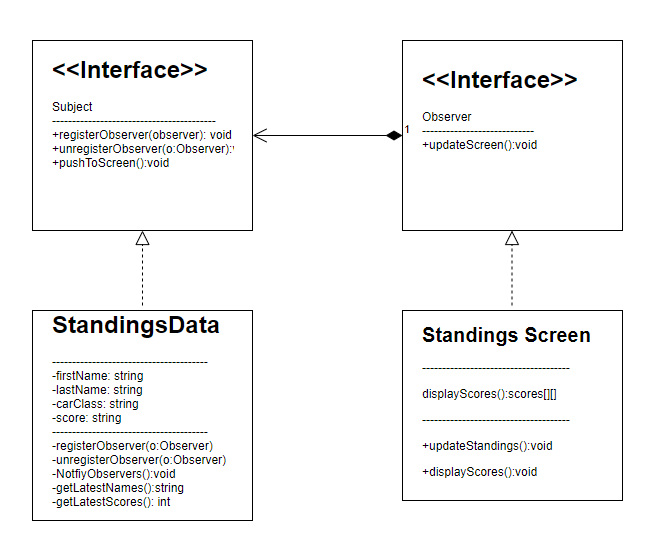 <<Interface>>
Subject
-----------------------------------------
+registerObserver(observer): void
+unregisterObserver(o:Observer):v
+pushToScreen():void
<<Interface>>
Observer
----------------------------
+updateScreen():void
1
StandingsData
---------------------------------------
-firstName: string
-lastName: string
-carClass: string
-score: string
---------------------------------------
-registerObserver(o:Observer)
-unregisterObserver(o:Observer)
-NotfiyObservers():void
-getLatestNames():string
-getLatestScores(): int
Standings Screen
-------------------------------------
displayScores():scores[][]
-------------------------------------
+updateStandings():void
+displayScores():void